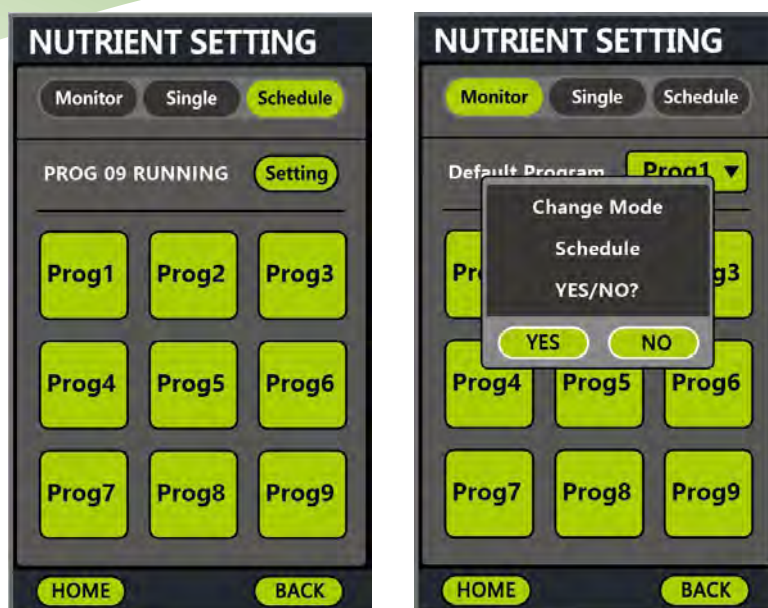 NUTRIENT SETTING
Monitor Single Schedule
PROG 09 RUNNING Setting
Prog1 Prog2 Prog3
Prog4 Prog5 Prog6
Prog7 Prog8 Prog9
HOME BACK
NUTRIENT SETTING
Monitor Single Schedule
Default Program Prog1
Change Mode
Schedule
YES/NO?
YES NO
Prog4 Prog5 Prog6
Prog7 Prog8 Prog9
HOME BACK